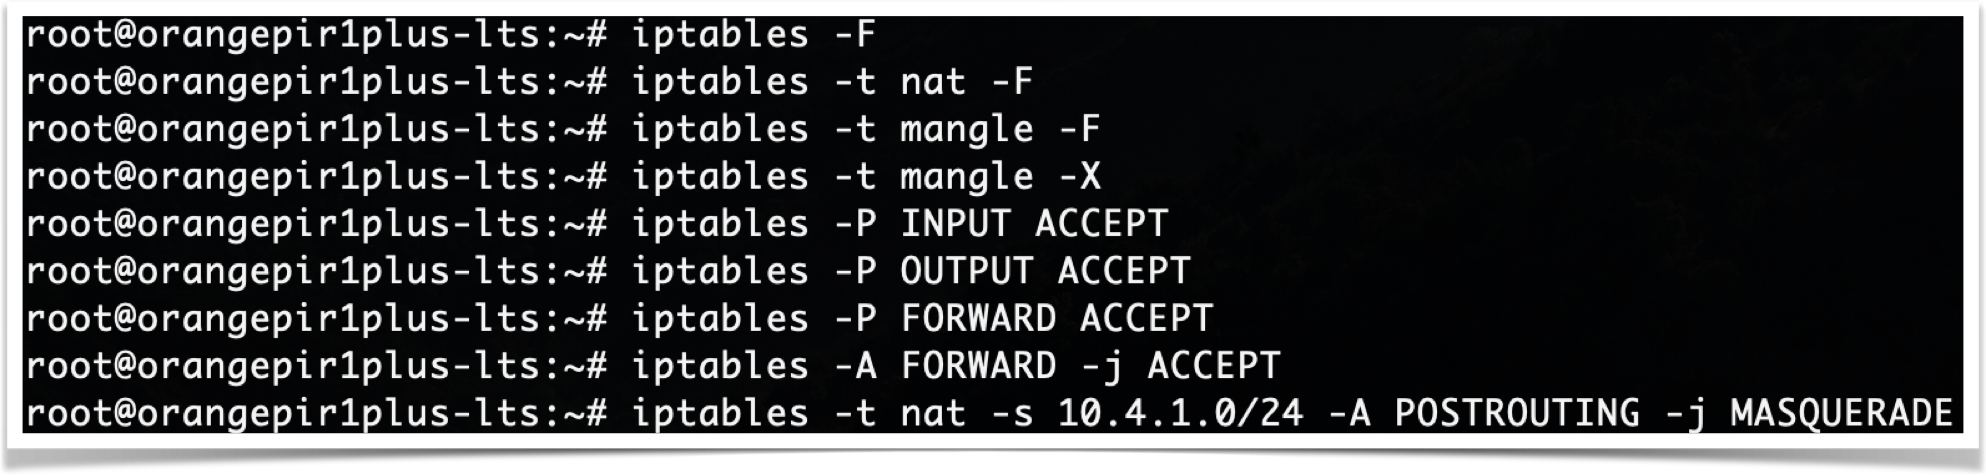 root@orangepir1plus-lts:~# iptables -F
root@orangepir1plus-lts:~# iptables -t nat -F
root@orangepir1plus-lts:~# iptables -t mangle -F
root@orangepir1plus-lts:~# iptables -t mangle -X
root@orangepir1plus-lts:~# iptables -P INPUT ACCEPT
root@orangepir1plus-lts:~# iptables -P OUTPUT ACCEPT
root@orangepir1plus-lts:~# iptables -P FORWARD ACCEPT
root@orangepir1plus-lts:~# iptables -A FORWARD -j ACCEPT
root@orangepir1plus-lts:~# iptables -t nat -s 10.4.1.0/24 -A POSTROUTING -j MASQUERADE